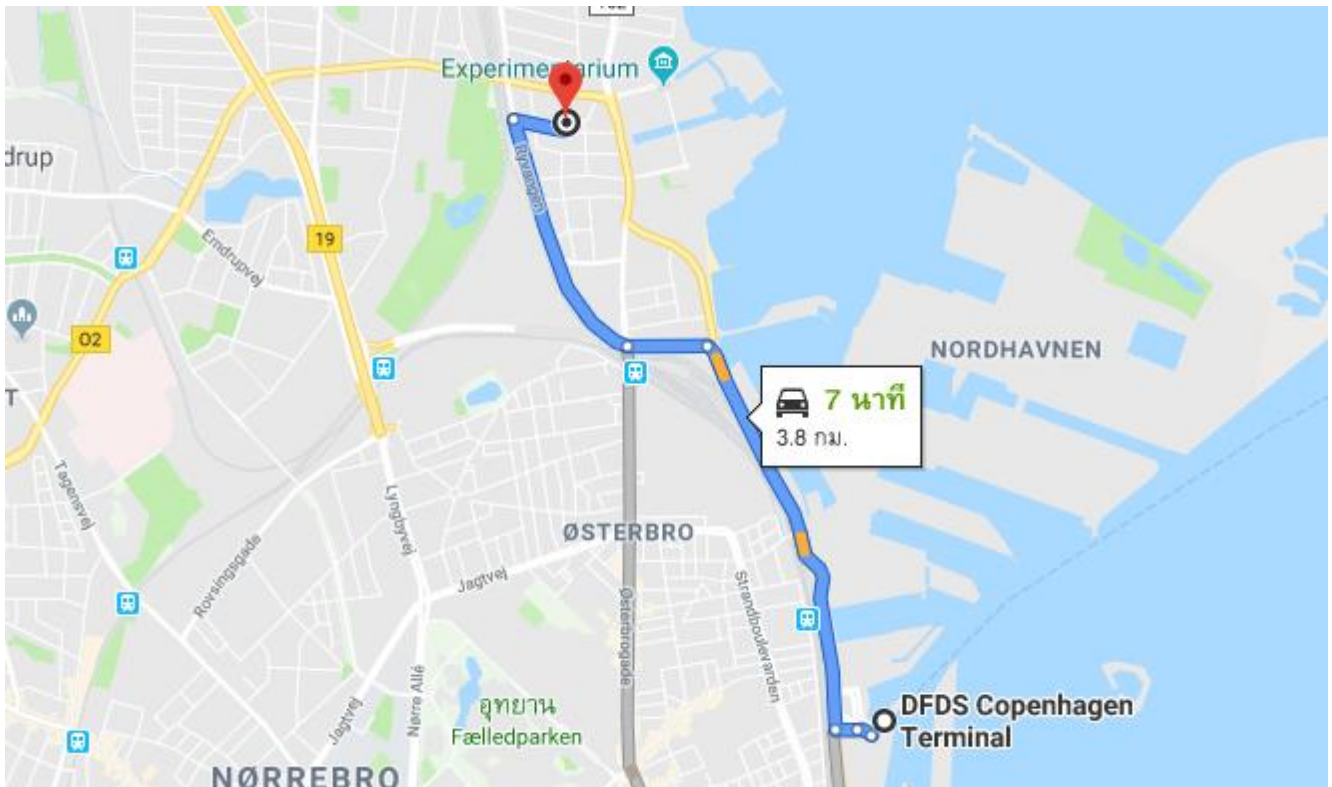 Experimentarium
drup
Ryvangen
19
Emdrupvej
O2
NORDHAVNEN
7 นาที
3.8 กม.
T
Tagensvej
Rovsingsgade
Lyngbyvej
ØSTERBRO
Jagtvej
Østerbrogade
Strandboulevarden
Nørre Allé
Jagtvej
อุทยาน
Fælledparken
DFDS Copenhagen
Terminal
NØRREBRO